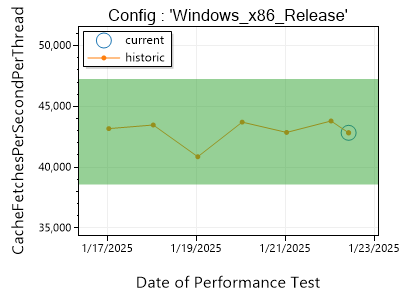 Config : 'Windows_x86_Release'
CacheFetchesPerSecondPerThread
50,000
45,000
40,000
35,000
current
historic
1/17/2025
1/19/2025
1/21/2025
1/23/2025
Date of Performance Test